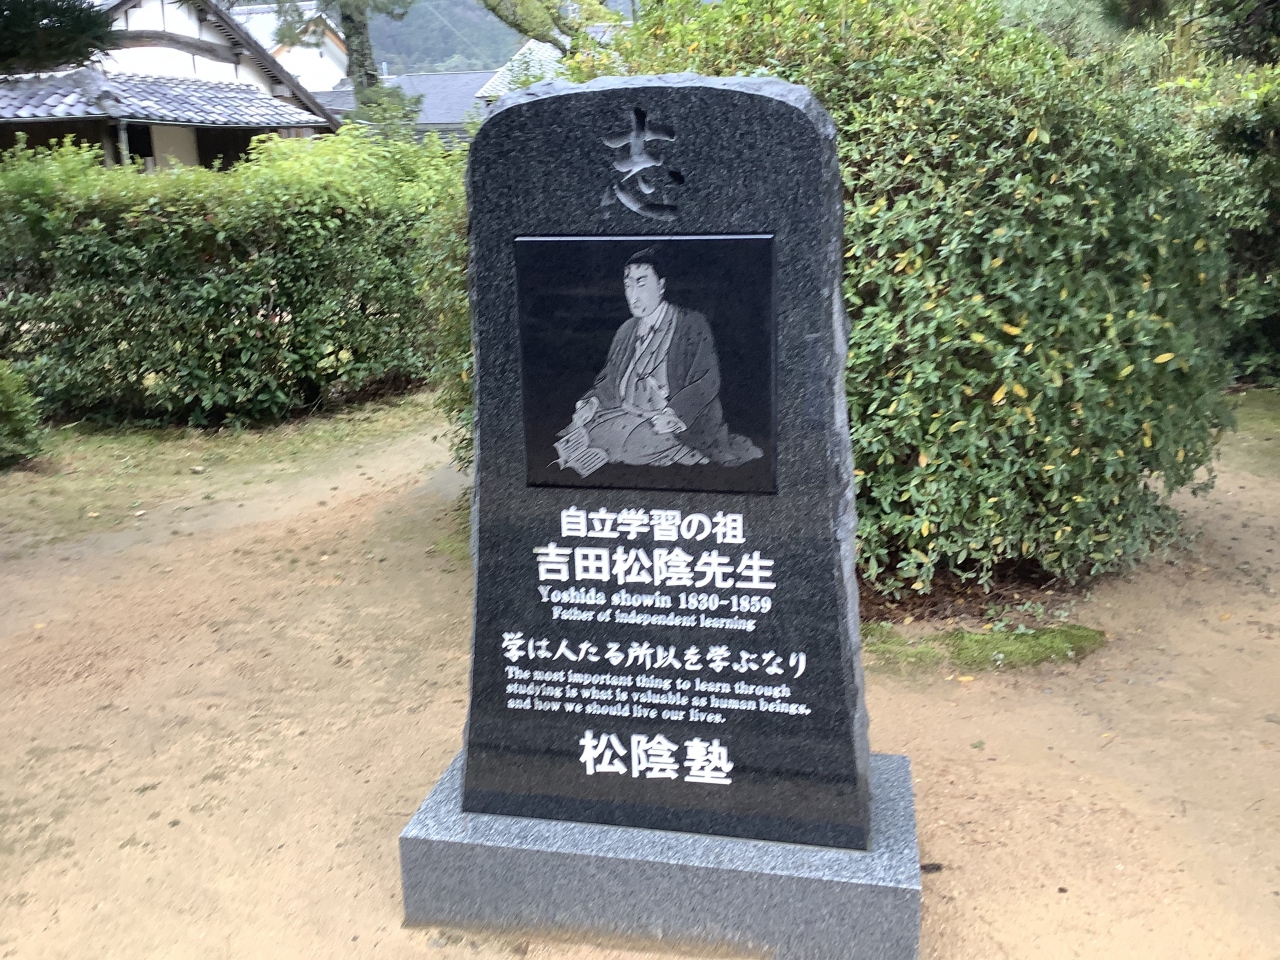 志
自立学習の祖
吉田松陰先生
Yoshida showin 1830-1859
Father of independent learning
学は人たる所以を学ぶなり
The most important thing to learn through
studying is what is valuable as human beings,
and how we should live our lives.
松陰塾